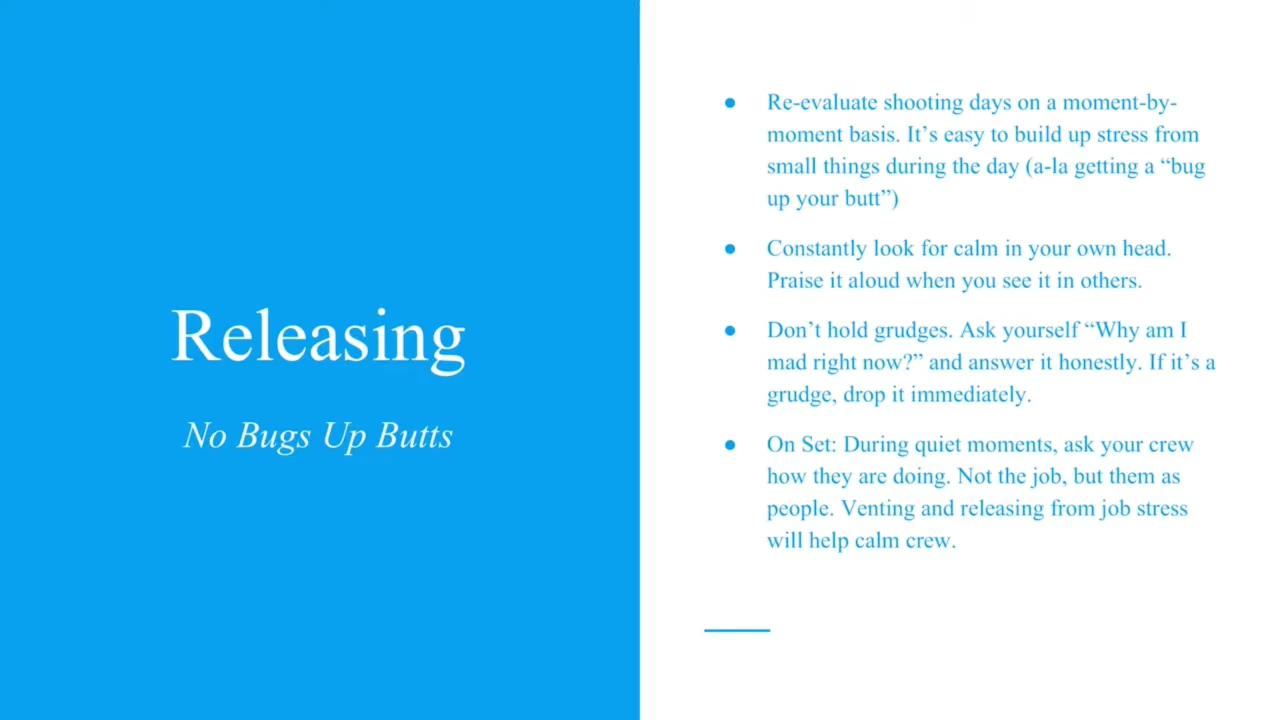 Releasing
No Bugs Up Butts
● Re-evaluate shooting days on a moment-by-
moment basis. It’s easy to build up stress from
small things during the day (a-la getting a “bug
up your butt”)
● Constantly look for calm in your own head.
Praise it aloud when you see it in others.
● Don’t hold grudges. Ask yourself “Why am I
mad right now?” and answer it honestly. If it’s a
grudge, drop it immediately.
● On Set: During quiet moments, ask your crew
how they are doing. Not the job, but them as
people. Venting and releasing from job stress
will help calm crew.